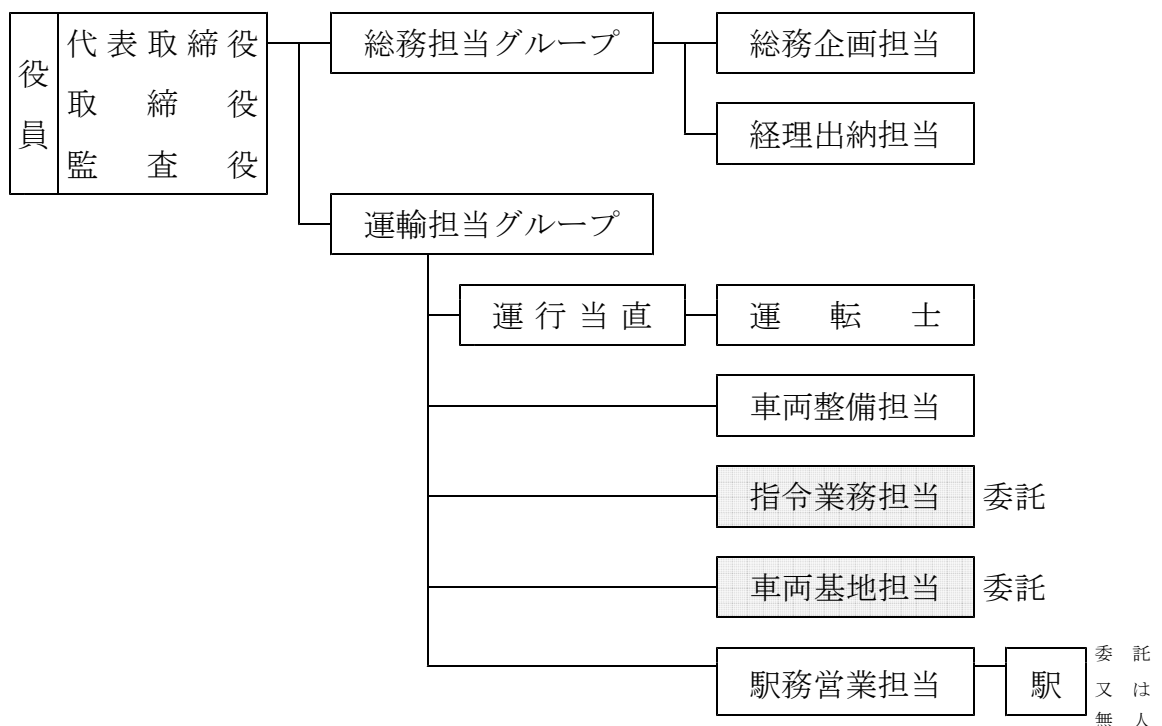 役員
代表取締役
取締役
監査役
総務担当グループ
総務企画担当
経理出納担当
運輸担当グループ
運行当直
運転士
車両整備担当
指令業務担当
委託
車両基地担当
委託
駅務営業担当
駅
委託
又は
無人